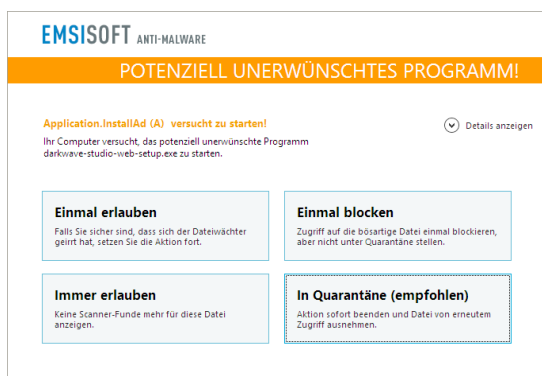 EMSISOFT ANTI-MALWARE
POTENZIELL UNERWÜNSCHTES PROGRAMM!
Application.InstallAd (A) versucht zu starten!
Details anzeigen
Ihr Computer versucht, das potenziell unerwünschte Programm
darkwave-studio-web-setup.exe zu starten.
Einmal erlauben
Falls Sie sicher sind, dass sich der Dateiwächter
geirrt hat, setzen Sie die Aktion fort.
Einmal blocken
Zugriff auf die bösartige Datei einmal blockieren,
aber nicht unter Quarantäne stellen.
Immer erlauben
Keine Scanner-Funde mehr für diese Datei
anzeigen.
In Quarantäne (empfohlen)
Aktion sofort beenden und Datei von erneutem
Zugriff ausnehmen.